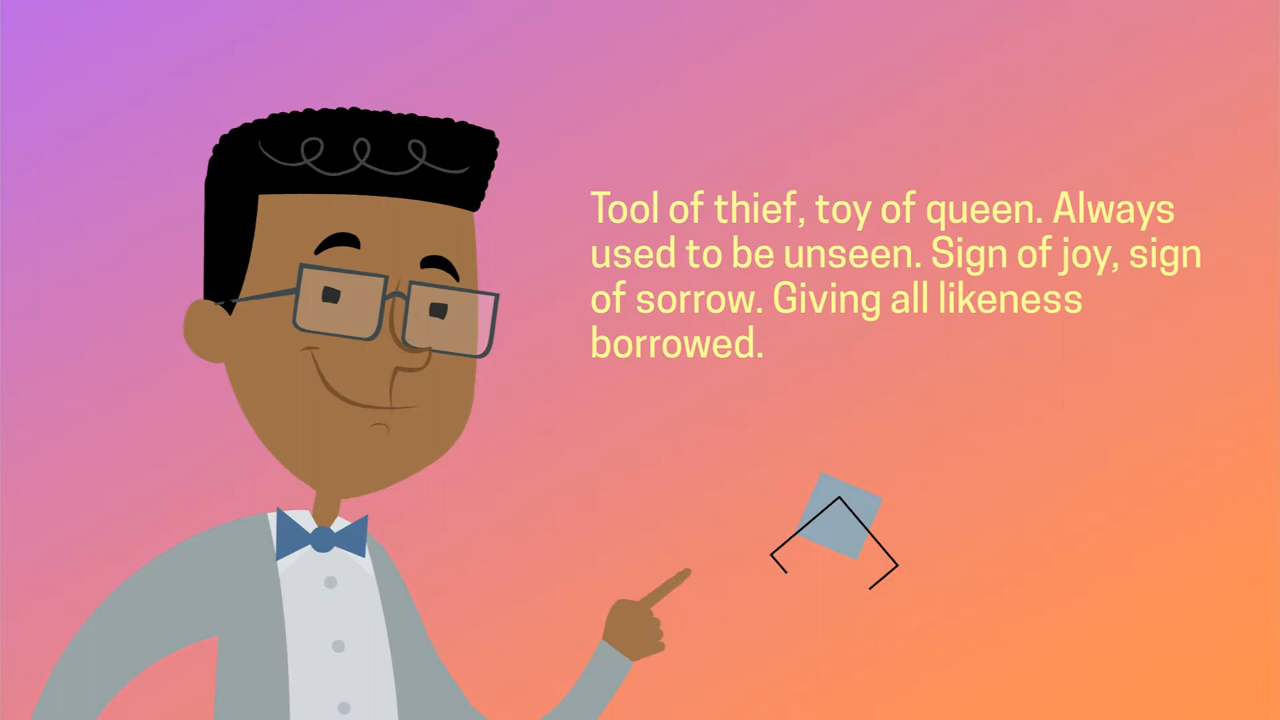 Tool of thief, toy of queen. Always
used to be unseen. Sign of joy, sign
of sorrow. Giving all likeness
borrowed.